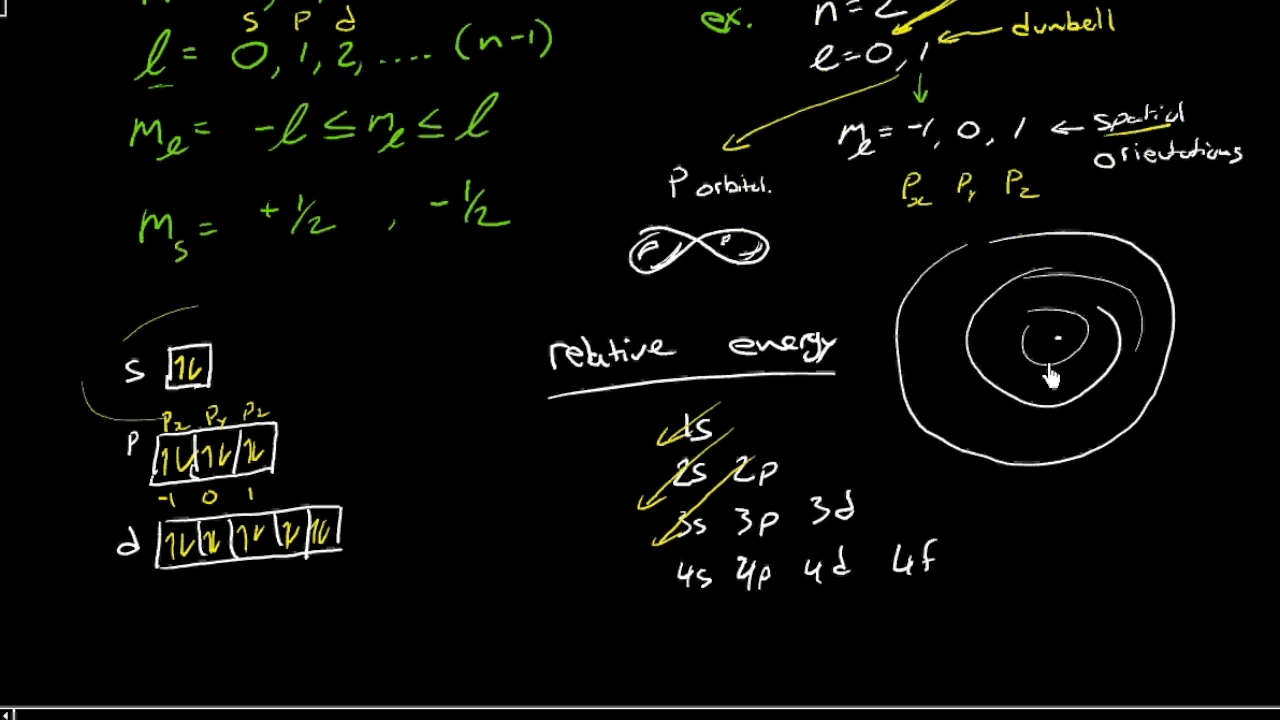 s p d
l = 0, 1, 2, .... (n-1)
mℓ = -l ≤ mℓ ≤ l
ms = +1/2 , -1/2
ex. n = 2
l = 0, 1 ← dumbell
mℓ = -1, 0, 1 ← spatial
orientations
Px Py Pz
P orbital.
s
Px Py Pz
P
-1 0 1
d
relative energy
1s
2s 2p
3s 3p 3d
4s 4p 4d 4f